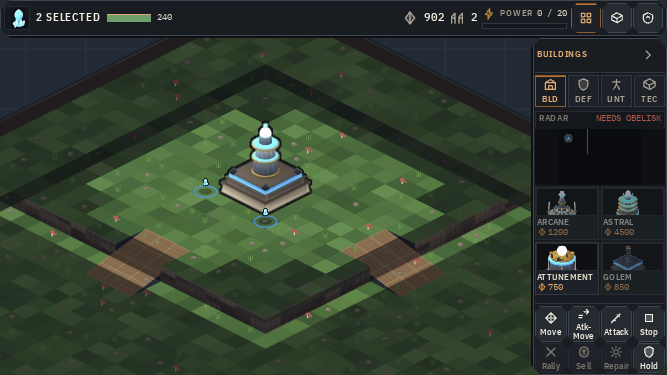 2 SELECTED 240
902 2 POWER 0 / 20
BUILDINGS
BLD DEF UNT TEC
RADAR NEEDS OBELISK
ARCANE ASTRAL
1200 4500
ATTUNEMENT GOLEM
750 850
Move Atk-Move Attack Stop
Rally Sell Repair Hold